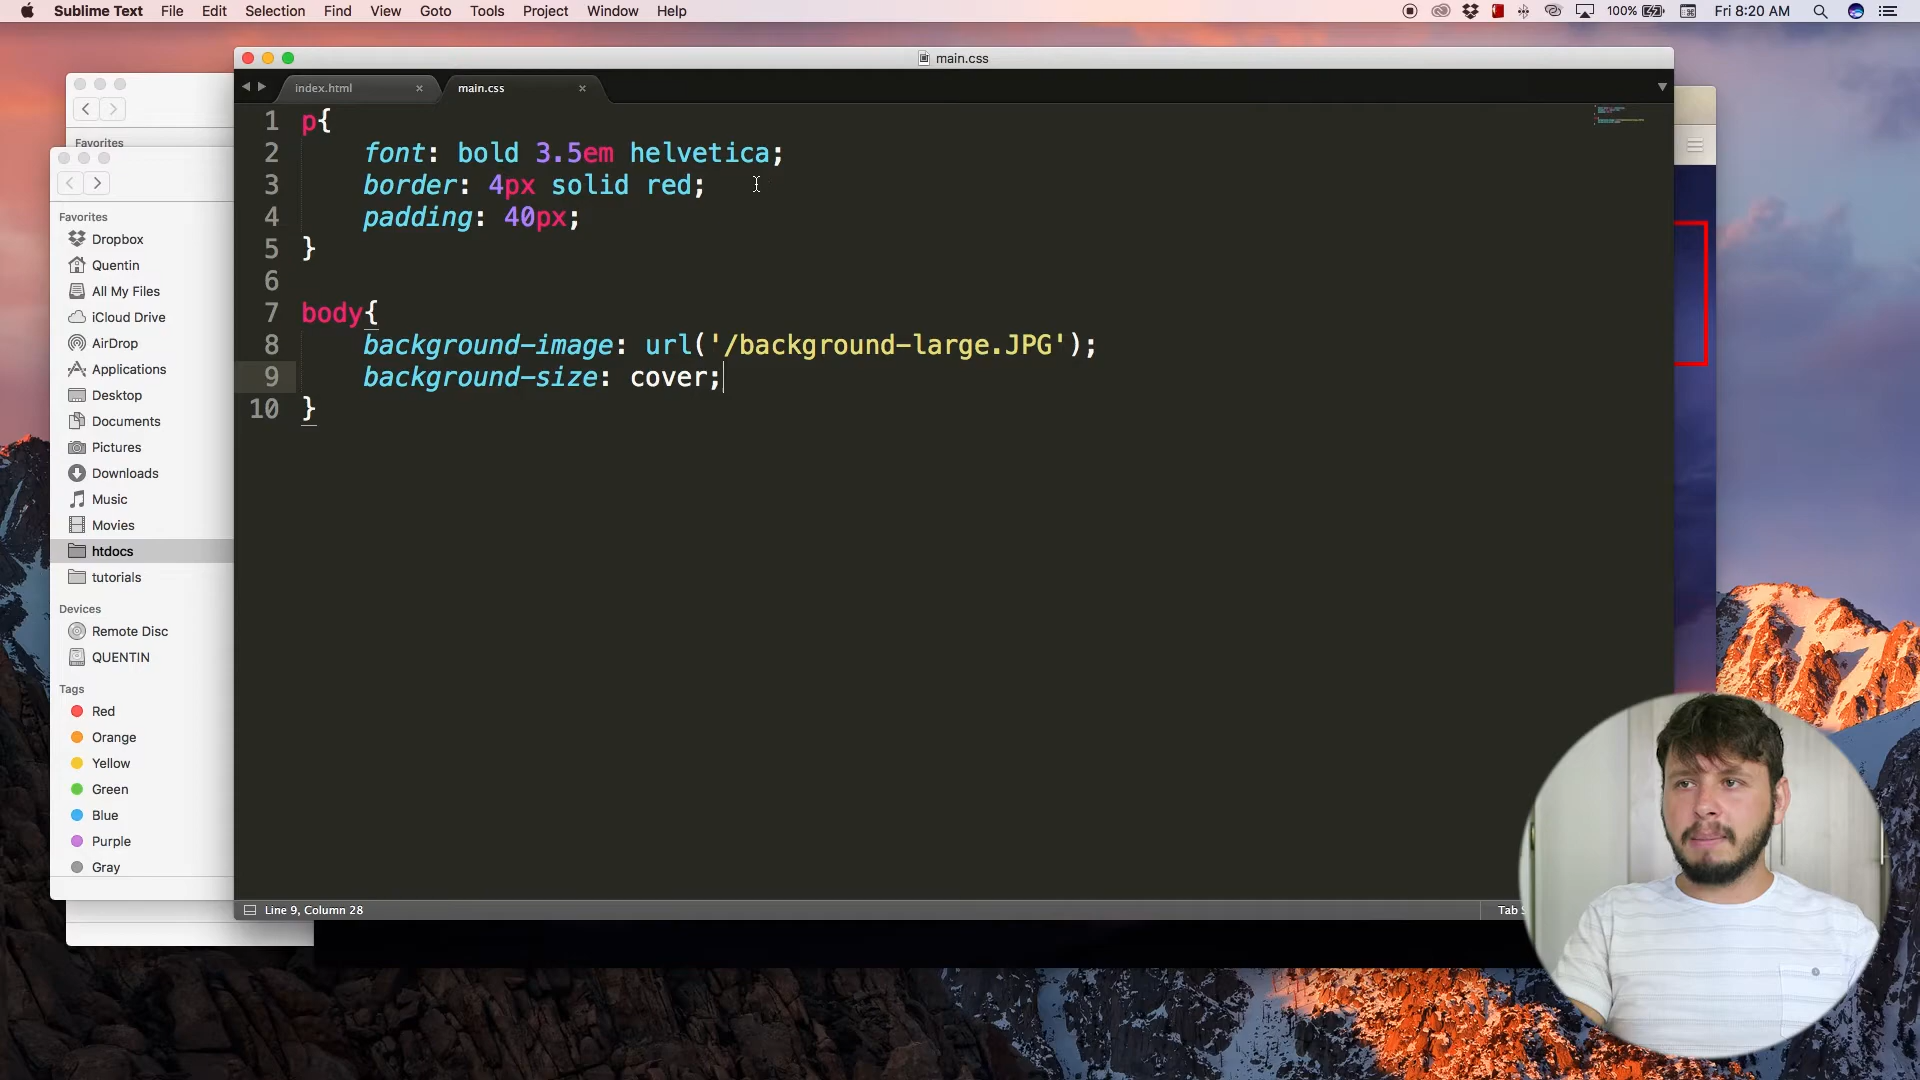 Sublime Text File Edit Selection Find View Goto Tools Project Window Help 100% Fri 8:20 AM
main.css
index.html × main.css ×
1 p{
2 font: bold 3.5em helvetica;
3 border: 4px solid red;
4 padding: 40px;
5 }
6
7 body{
8 background-image: url('/background-large.JPG');
9 background-size: cover;
10 }
Favorites
Favorites
Dropbox
Quentin
All My Files
iCloud Drive
AirDrop
Applications
Desktop
Documents
Pictures
Downloads
Music
Movies
htdocs
tutorials
Devices
Remote Disc
QUENTIN
Tags
Red
Orange
Yellow
Green
Blue
Purple
Gray
Line 9, Column 28 Tab S